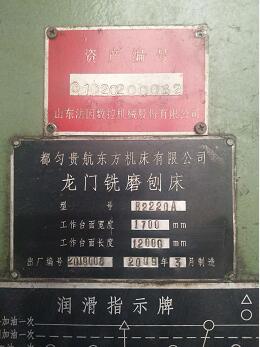 资产编号
山东法因数控机械股份有限公司
都匀贵航东方机床有限公司
龙门铣磨刨床
型号 B2220A
工作台面宽度 1700 mm
工作台面长度 12000 mm
出厂编号 2009年3月制造
润滑指示牌
加油一次
加油一次